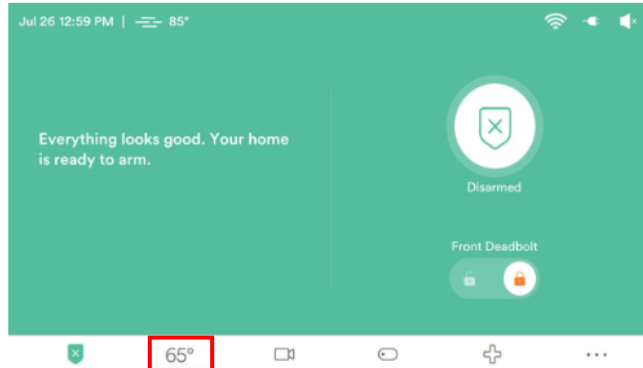 Jul 26 12:59 PM | 85°
Everything looks good. Your home
is ready to arm.
Disarmed
Front Deadbolt
65°